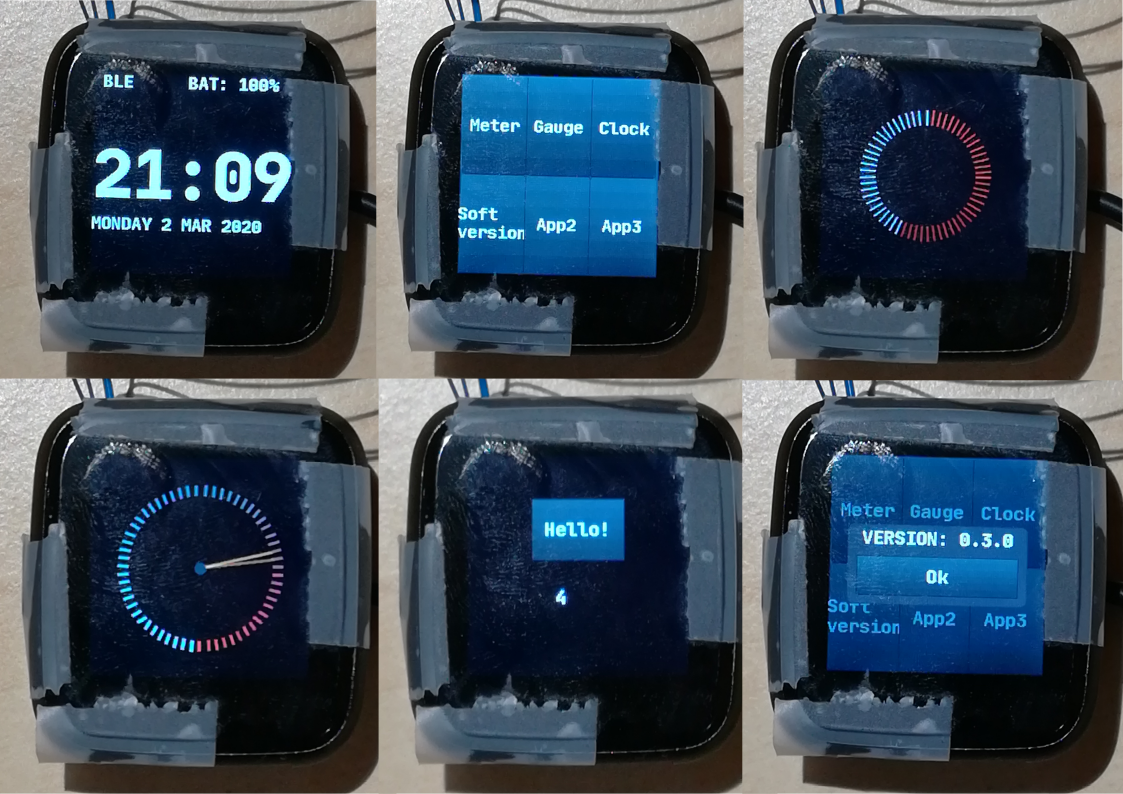 BLE BAT: 100%
21:09
MONDAY 2 MAR 2020
Meter Gauge Clock
Soft
version App2 App3
Hello!
4
Meter Gauge Clock
VERSION: 0.3.0
Ok
Soft
version App2 App3